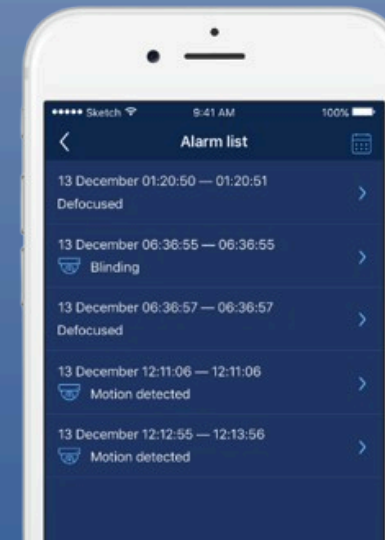 Sketch 9:41 AM 100%
Alarm list
13 December 01:20:50 — 01:20:51
Defocused
13 December 06:36:55 — 06:36:55
Blinding
13 December 06:36:57 — 06:36:57
Defocused
13 December 12:11:06 — 12:11:06
Motion detected
13 December 12:12:55 — 12:13:56
Motion detected